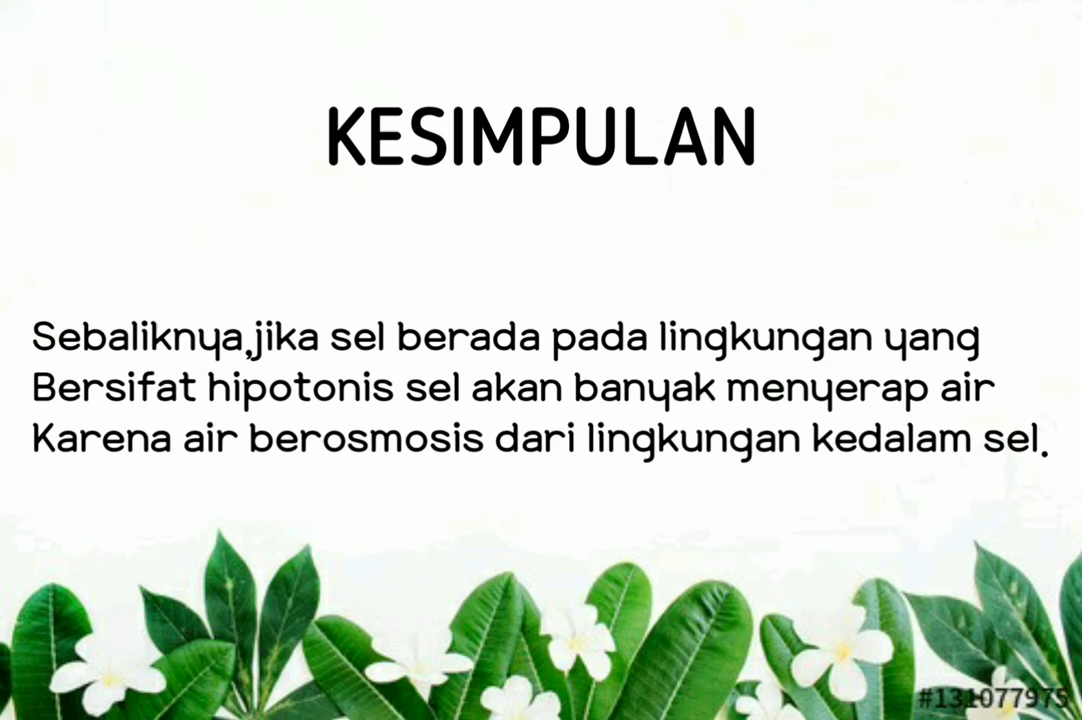 KESIMPULAN
Sebaliknya,jika sel berada pada lingkungan yang
Bersifat hipotonis sel akan banyak menyerap air
Karena air berosmosis dari lingkungan kedalam sel.
#131077975